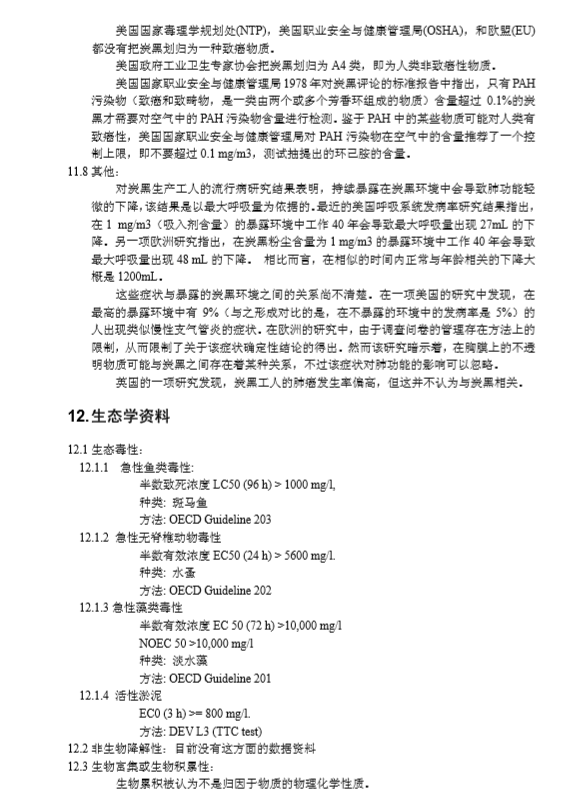 美国国家毒理学规划处(NTP)，美国职业安全与健康管理局(OSHA)，和欧盟(EU)
都没有把炭黑划归为一种致癌物质。
美国政府工业卫生专家协会把炭黑划归为 A4 类，即为人类非致癌性物质。
美国国家职业安全与健康管理局 1978 年对炭黑评论的标准报告中指出，只有 PAH
污染物（致癌和致畸物，是一类由两个或多个芳香环组成的物质）含量超过 0.1%的炭
黑才需要对空气中的 PAH 污染物含量进行检测。鉴于 PAH 中的某些物质可能对人类有
致癌性，美国国家职业安全与健康管理局对 PAH 污染物在空气中的含量推荐了一个控
制上限，即不要超过 0.1 mg/m3，测试抽提出的环己胺的含量。
11.8 其他：
对炭黑生产工人的流行病研究结果表明，持续暴露在炭黑环境中会导致肺功能轻
微的下降，该结果是以最大呼吸量为依据的。最近的美国呼吸系统发病率研究结果指出，
在 1 mg/m3（吸入剂含量）的暴露环境中工作 40 年会导致最大呼吸量出现 27mL 的下
降。另一项欧洲研究指出，在炭黑粉尘含量为 1 mg/m3 的暴露环境中工作 40 年会导致
最大呼吸量出现 48 mL 的下降。 相比而言，在相似的时间内正常与年龄相关的下降大
概是 1200mL。
这些症状与暴露的炭黑环境之间的关系尚不清楚。在一项美国的研究中发现，在
最高的暴露环境中有 9%（与之形成对比的是，在不暴露的环境中的发病率是 5%）的
人出现类似慢性支气管炎的症状。在欧洲的研究中，由于调查问卷的管理存在方法上的
限制，从而限制了关于该症状确定性结论的得出。然而该研究暗示着，在胸膜上的不透
明物质可能与炭黑之间存在着某种关系，不过该症状对肺功能的影响可以忽略。
英国的一项研究发现，炭黑工人的肺癌发生率偏高，但这并不认为与炭黑相关。
12.生态学资料
12.1 生态毒性：
12.1.1 急性鱼类毒性:
半数致死浓度 LC50 (96 h) > 1000 mg/l,
种类: 斑马鱼
方法: OECD Guideline 203
12.1.2 急性无脊椎动物毒性
半数有效浓度 EC50 (24 h) > 5600 mg/l.
种类: 水蚤
方法: OECD Guideline 202
12.1.3 急性藻类毒性
半数有效浓度 EC 50 (72 h) >10,000 mg/l
NOEC 50 >10,000 mg/l
种类: 淡水藻
方法: OECD Guideline 201
12.1.4 活性淤泥
EC0 (3 h) >= 800 mg/l.
方法: DEV L3 (TTC test)
12.2 非生物降解性：目前没有这方面的数据资料
12.3 生物富集或生物积累性：
生物累积被认为不是归因于物质的物理化学性质。